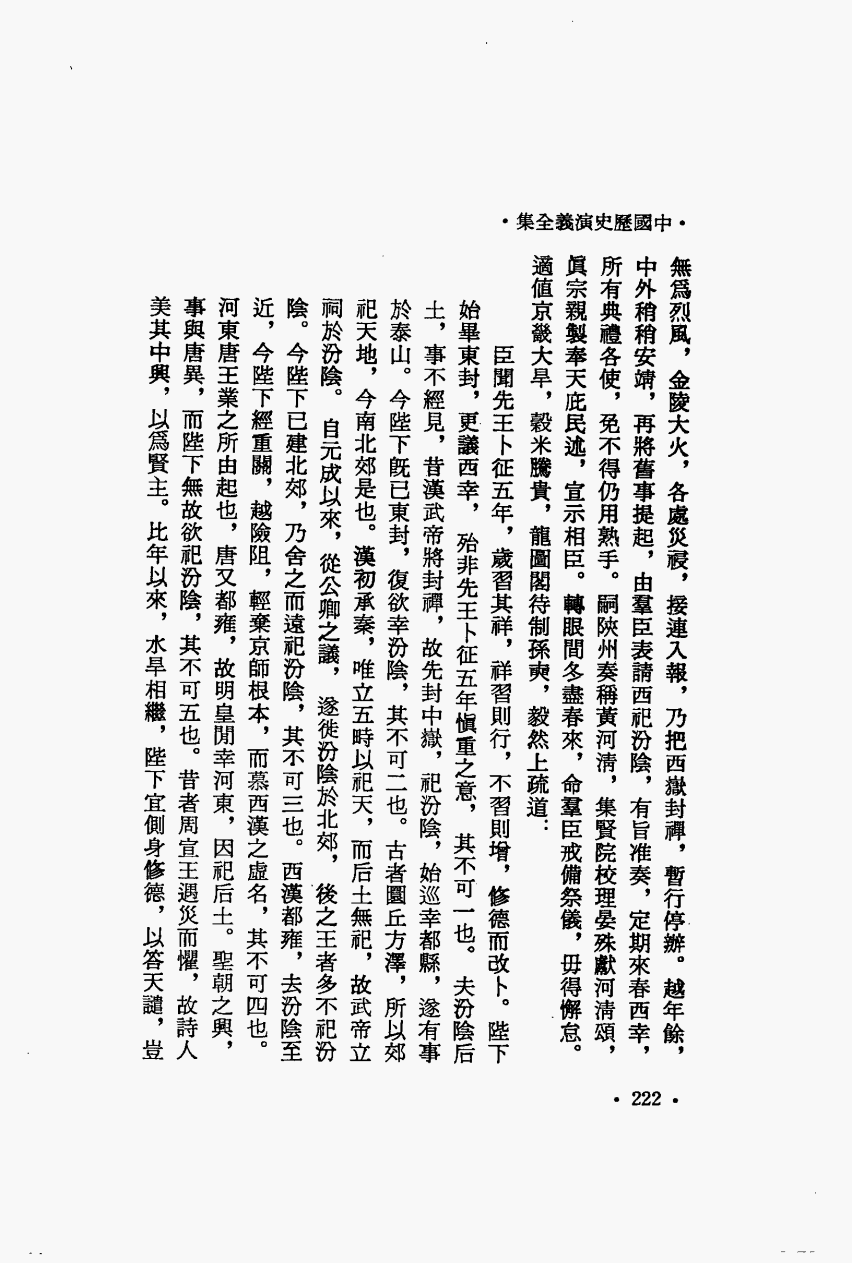 •中國歷史演義全集•
無爲烈風，金陵大火，各處災祲，接連入報，乃把西嶽封禪，暫行停辦。越年餘，
中外稍稍安靖，再將舊事提起，由羣臣表請西祀汾陰，有旨准奏，定期來春西幸，
所有典禮各使，免不得仍用熟手。嗣陝州奏稱黃河清，集賢院校理晏殊獻河清頌，
眞宗親製奉天庇民述，宣示相臣。轉眼間冬盡春來，命羣臣戒備祭儀，毋得懈怠。
適值京畿大旱，穀米騰貴，龍圖閣待制孫奭，毅然上疏道：
臣聞先王卜征五年，歲習其祥，祥習則行，不習則增，修德而改卜。陛下
始畢東封，更議西幸，殆非先王卜征五年愼重之意，其不可一也。夫汾陰后
土，事不經見，昔漢武帝將封禪，故先封中嶽，祀汾陰，始巡幸都縣，遂有事
於泰山。今陛下旣已東封，復欲幸汾陰，其不可二也。古者圜丘方澤，所以郊
祀天地，今南北郊是也。漢初承秦，唯立五時以祀天，而后土無祀，故武帝立
祠於汾陰。自元成以來，從公卿之議，遂徙汾陰於北郊，後之王者多不祀汾
陰。今陛下已建北郊，乃舍之而遠祀汾陰，其不可三也。西漢都雍，去汾陰至
近，今陛下經重關，越險阻，輕棄京師根本，而慕西漢之虛名，其不可四也。
河東唐王業之所由起也，唐又都雍，故明皇閒幸河東，因祀后土。聖朝之興，
事與唐異，而陛下無故欲祀汾陰，其不可五也。昔者周宣王遇災而懼，故詩人
美其中興，以爲賢主。比年以來，水旱相繼，陛下宜側身修德，以答天譴，豈
•222•